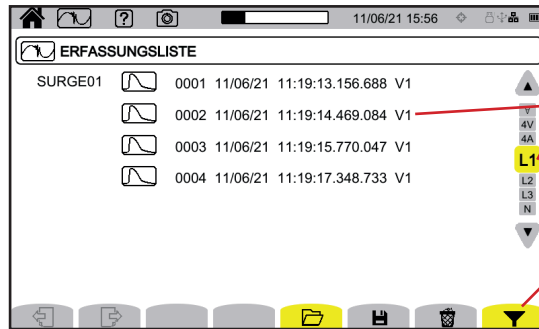 ? 11/06/21 15:56
ERFASSUNGSLISTE
SURGE01 0001 11/06/21 11:19:13.156.688 V1
0002 11/06/21 11:19:14.469.084 V1
0003 11/06/21 11:19:15.770.047 V1
0004 11/06/21 11:19:17.348.733 V1
∀
4V
4A
L1
L2
L3
N